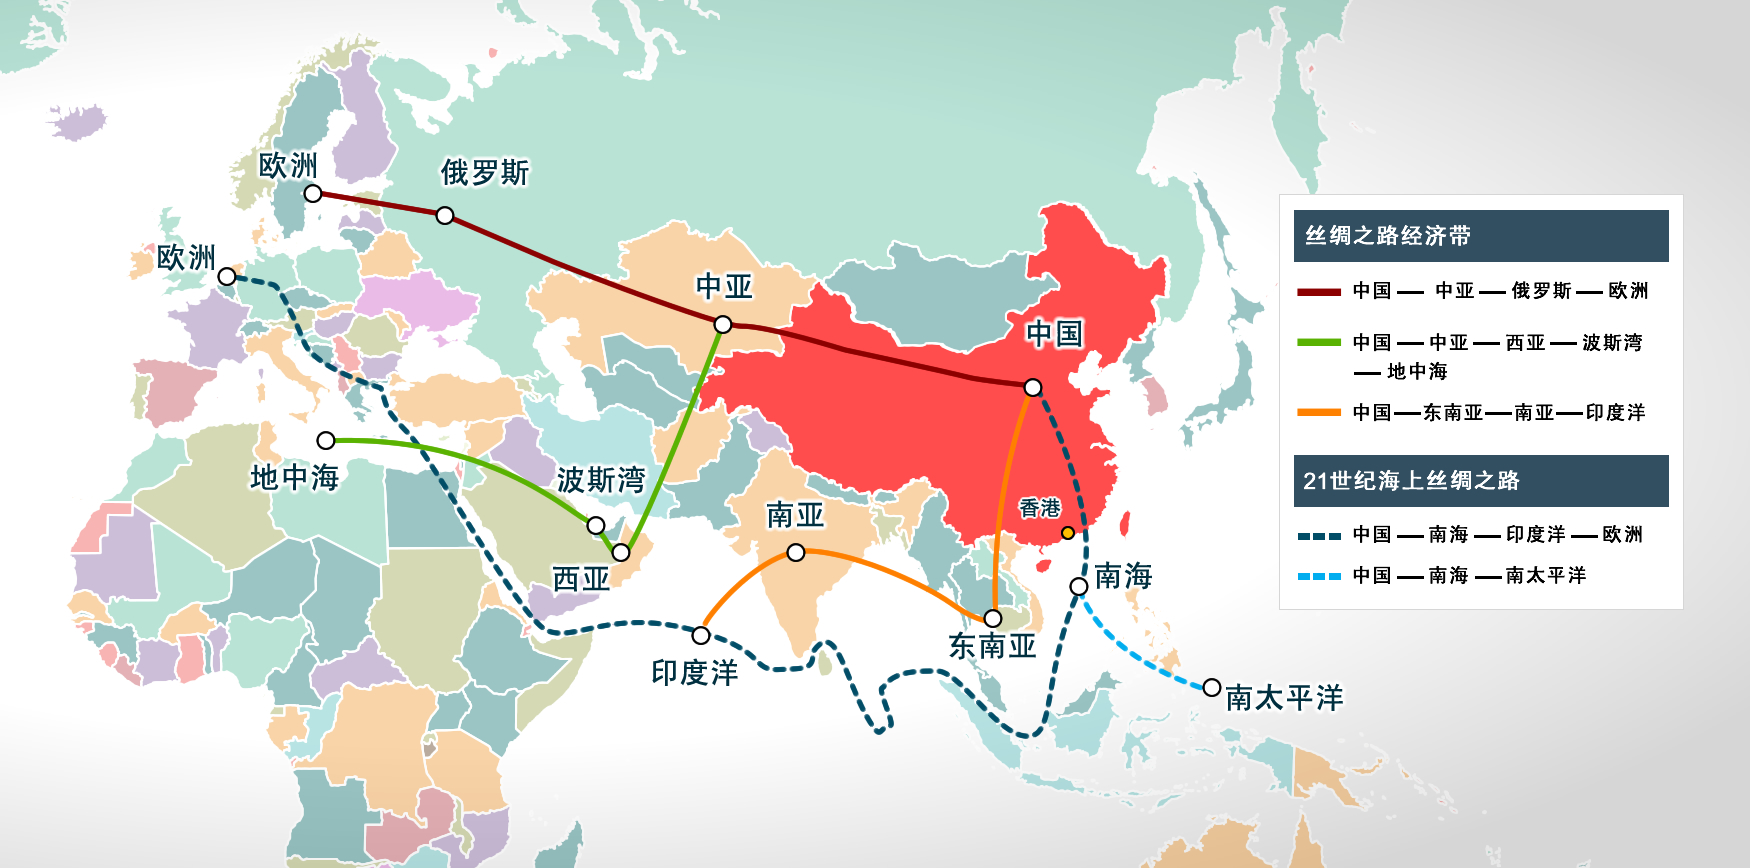 欧洲
俄罗斯
欧洲
中亚
中国
地中海
波斯湾
南亚
香港
西亚
南海
东南亚
印度洋
南太平洋
丝绸之路经济带
中国— 中亚—俄罗斯—欧洲
中国—中亚—西亚—波斯湾
—地中海
中国—东南亚—南亚—印度洋
21世纪海上丝绸之路
中国—南海—印度洋—欧洲
中国—南海—南太平洋